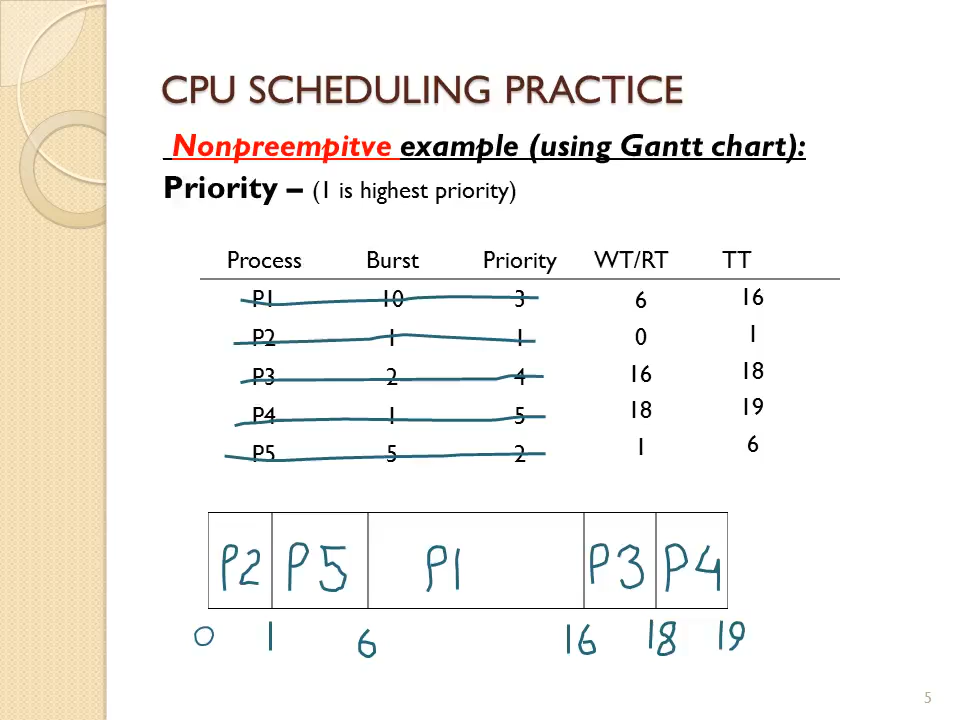 CPU SCHEDULING PRACTICE
Nonpreempitve example (using Gantt chart):
Priority – (1 is highest priority)
Process Burst Priority WT/RT TT
P1 10 3 6 16
P2 1 1 0 1
P3 2 4 16 18
P4 1 5 18 19
P5 5 2 1 6
P2 P5 P1 P3 P4
0 1 6 16 18 19
5